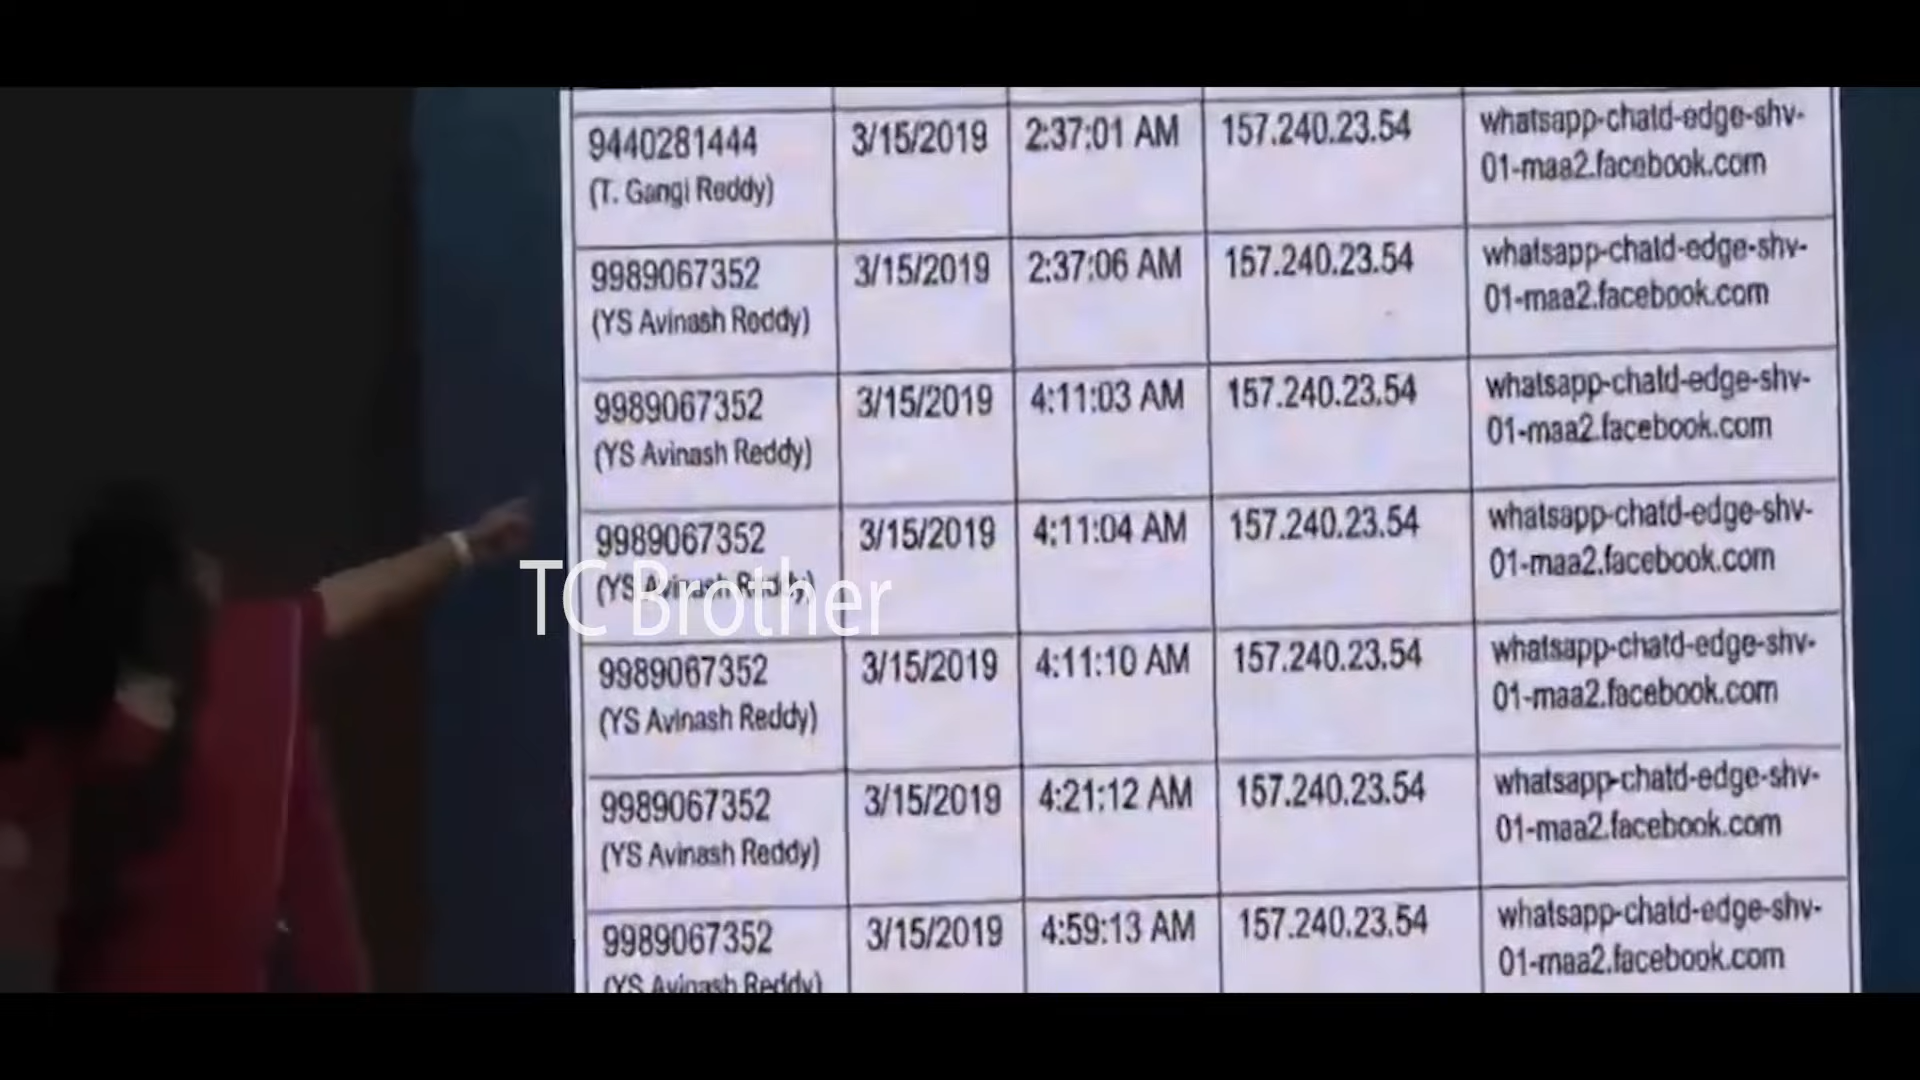 9440281444
(T. Gangi Reddy)
3/15/2019
2:37:01 AM
157.240.23.54
whatsapp-chatd-edge-shv-
01-maa2.facebook.com
9989067352
(YS Avinash Reddy)
3/15/2019
2:37:06 AM
157.240.23.54
whatsapp-chatd-edge-shv-
01-maa2.facebook.com
9989067352
(YS Avinash Reddy)
3/15/2019
4:11:03 AM
157.240.23.54
whatsapp-chatd-edge-shv-
01-maa2.facebook.com
9989067352
(YS Avinash Reddy)
3/15/2019
4:11:04 AM
157.240.23.54
whatsapp-chatd-edge-shv-
01-maa2.facebook.com
TC Brother
9989067352
(YS Avinash Reddy)
3/15/2019
4:11:10 AM
157.240.23.54
whatsapp-chatd-edge-shv-
01-maa2.facebook.com
9989067352
(YS Avinash Reddy)
3/15/2019
4:21:12 AM
157.240.23.54
whatsapp-chatd-edge-shv-
01-maa2.facebook.com
9989067352
(YS Avinash Reddy)
3/15/2019
4:59:13 AM
157.240.23.54
whatsapp-chatd-edge-shv-
01-maa2.facebook.com